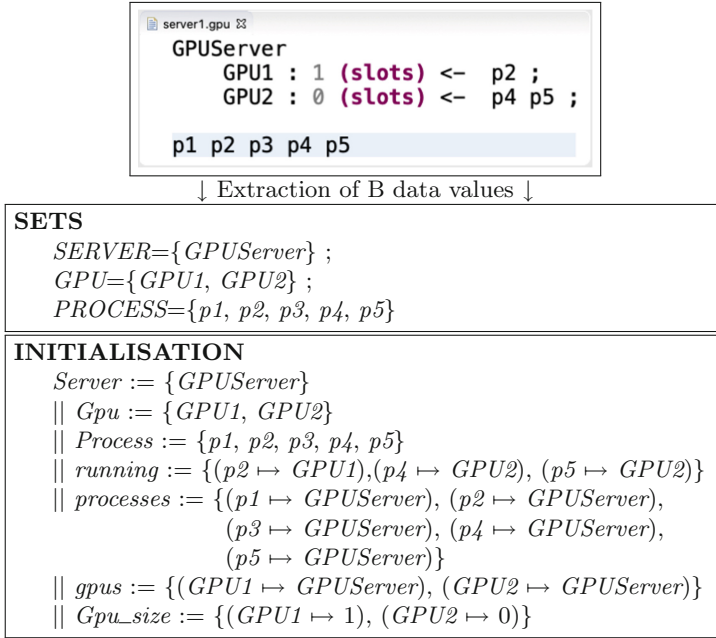 server1.gpu
GPUServer
GPU1 : 1 (slots) <- p2 ;
GPU2 : 0 (slots) <- p4 p5 ;
p1 p2 p3 p4 p5
↓ Extraction of B data values ↓
SETS
SERVER={GPUServer} ;
GPU={GPU1, GPU2} ;
PROCESS={p1, p2, p3, p4, p5}
INITIALISATION
Server := {GPUServer}
|| Gpu := {GPU1, GPU2}
|| Process := {p1, p2, p3, p4, p5}
|| running := {(p2 ↦ GPU1),(p4 ↦ GPU2), (p5 ↦ GPU2)}
|| processes := {(p1 ↦ GPUServer), (p2 ↦ GPUServer),
(p3 ↦ GPUServer), (p4 ↦ GPUServer),
(p5 ↦ GPUServer)}
|| gpus := {(GPU1 ↦ GPUServer), (GPU2 ↦ GPUServer)}
|| Gpu_size := {(GPU1 ↦ 1), (GPU2 ↦ 0)}